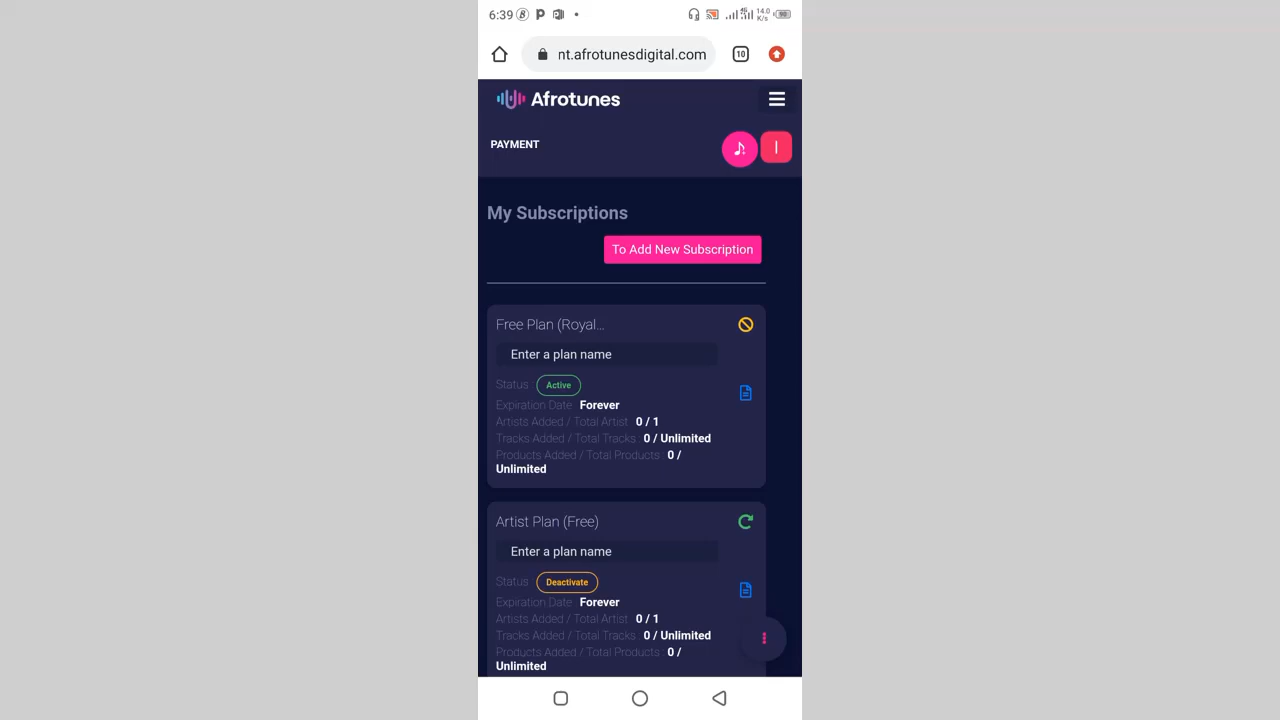 6:39
14.0
K/s
90
nt.afrotunesdigital.com
10
Afrotunes
PAYMENT
I
My Subscriptions
To Add New Subscription
Free Plan (Royal...
Enter a plan name
Status Active
Expiration Date Forever
Artists Added / Total Artist 0 / 1
Tracks Added / Total Tracks : 0 / Unlimited
Products Added / Total Products : 0 /
Unlimited
Artist Plan (Free)
Enter a plan name
Status Deactivate
Expiration Date Forever
Artists Added / Total Artist 0 / 1
Tracks Added / Total Tracks : 0 / Unlimited
Products Added / Total Products : 0 /
Unlimited